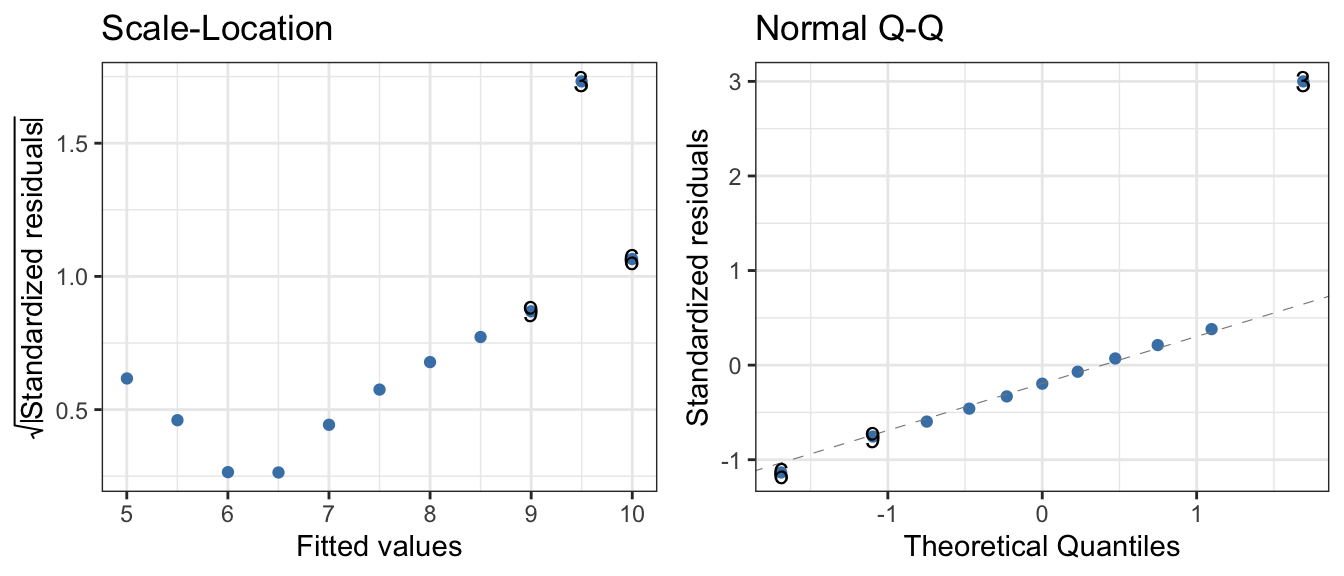 Scale-Location
√|Standardized residuals|
1.5
1.0
0.5
3
6
9
5 6 7 8 9 10
Fitted values
Normal Q-Q
Standardized residuals
3
2
1
0
-1
3
9
6
-1 0 1
Theoretical Quantiles